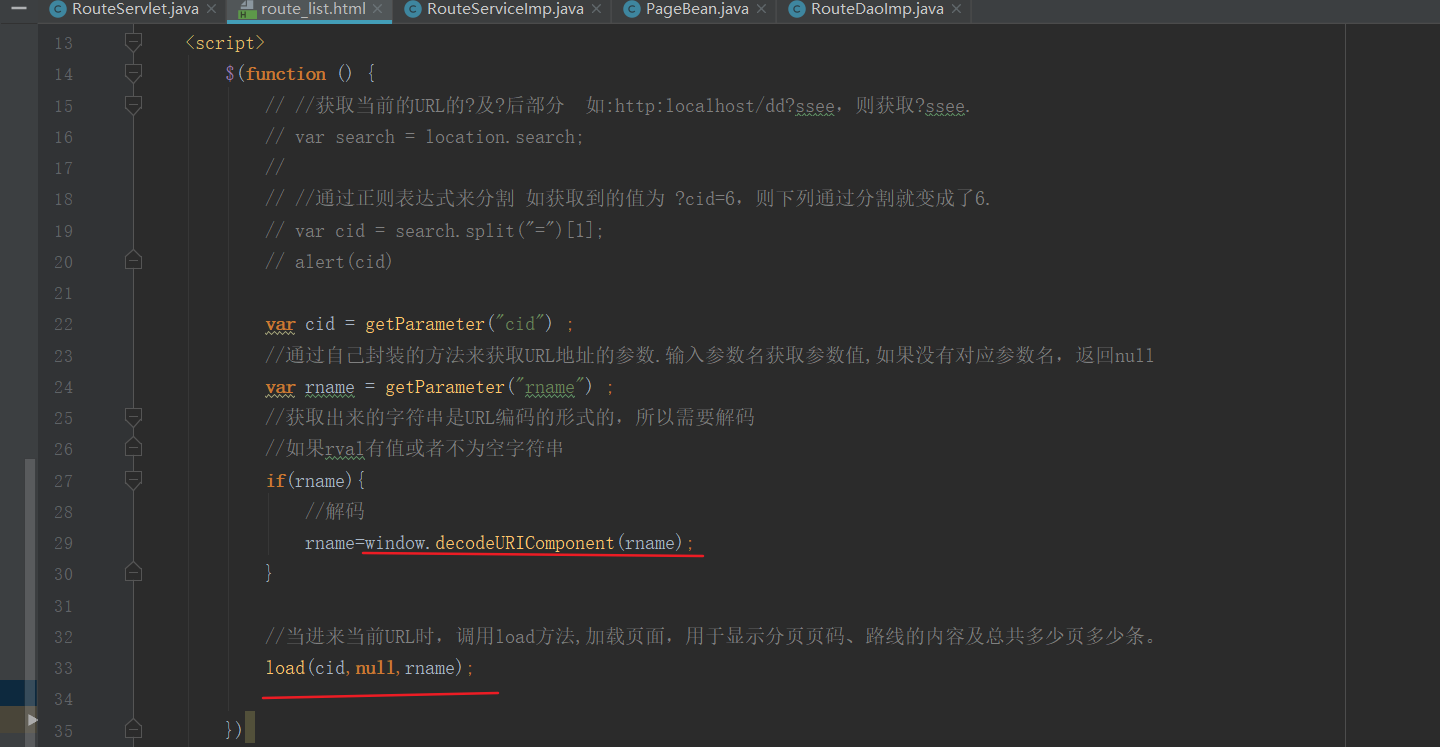 RouteServlet.java × route_list.html × RouteServiceImp.java × PageBean.java × RouteDaoImp.java ×
13 <script>
14 $(function () {
15 // //获取当前的URL的?及?后部分 如:http:localhost/dd?ssee，则获取?ssee.
16 // var search = location.search;
17 //
18 // //通过正则表达式来分割 如获取到的值为 ?cid=6，则下列通过分割就变成了6.
19 // var cid = search.split("=")[1];
20 // alert(cid)
21
22 var cid = getParameter("cid") ;
23 //通过自己封装的方法来获取URL地址的参数.输入参数名获取参数值,如果没有对应参数名，返回null
24 var rname = getParameter("rname") ;
25 //获取出来的字符串是URL编码的形式的，所以需要解码
26 //如果rval有值或者不为空字符串
27 if(rname){
28 //解码
29 rname=window.decodeURIComponent(rname);
30 }
31
32 //当进来当前URL时，调用load方法,加载页面，用于显示分页页码、路线的内容及总共多少页多少条。
33 load(cid,null,rname);
34
35 })